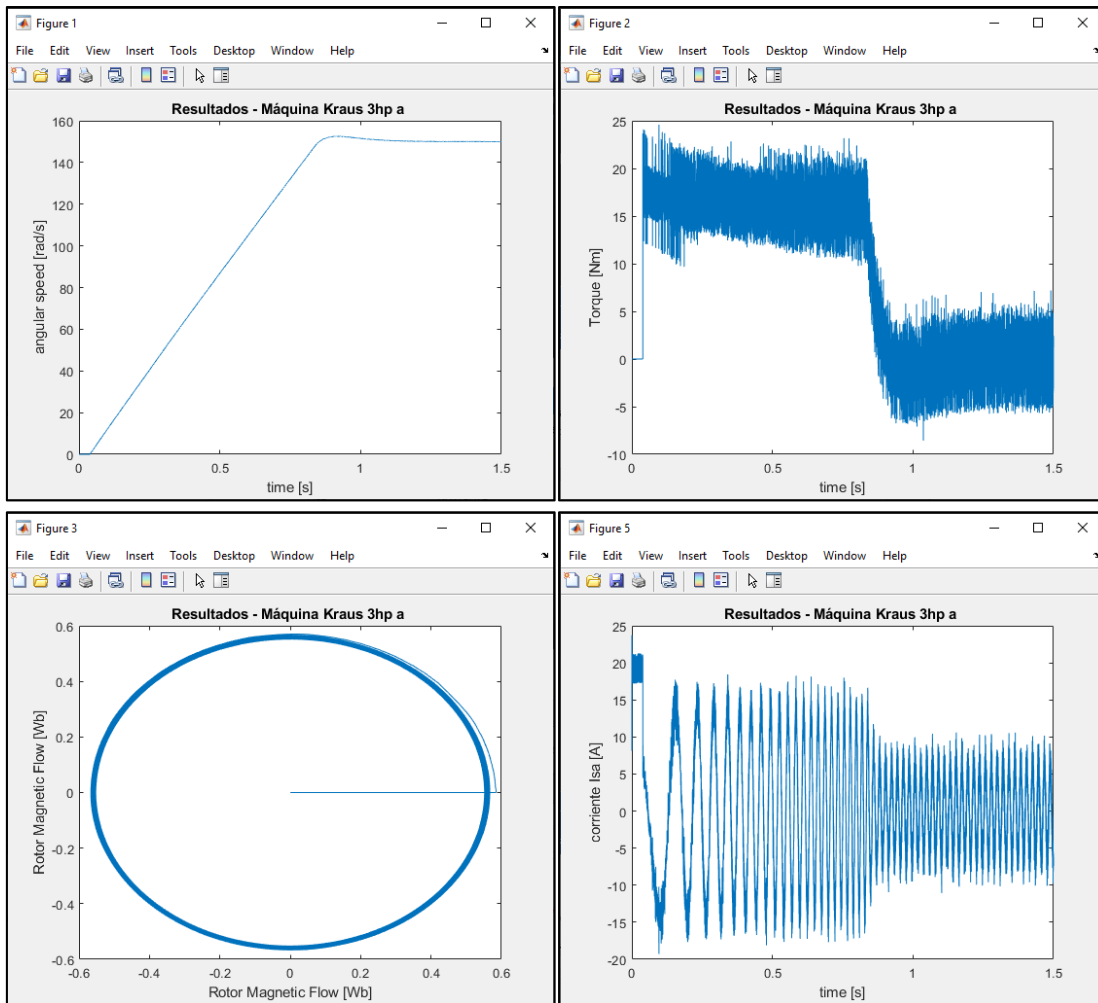 Figure 1
File Edit View Insert Tools Desktop Window Help
Resultados - Máquina Kraus 3hp a
angular speed [rad/s]
160
140
120
100
80
60
40
20
0
0 0.5 1 1.5
time [s]
Figure 2
File Edit View Insert Tools Desktop Window Help
Resultados - Máquina Kraus 3hp a
Torque [Nm]
25
20
15
10
5
0
-5
-10
0 0.5 1 1.5
time [s]
Figure 3
File Edit View Insert Tools Desktop Window Help
Resultados - Máquina Kraus 3hp a
Rotor Magnetic Flow [Wb]
0.6
0.4
0.2
0
-0.2
-0.4
-0.6
-0.6 -0.4 -0.2 0 0.2 0.4 0.6
Rotor Magnetic Flow [Wb]
Figure 5
File Edit View Insert Tools Desktop Window Help
Resultados - Máquina Kraus 3hp a
corriente Isa [A]
25
20
15
10
5
0
-5
-10
-15
-20
0 0.5 1 1.5
time [s]